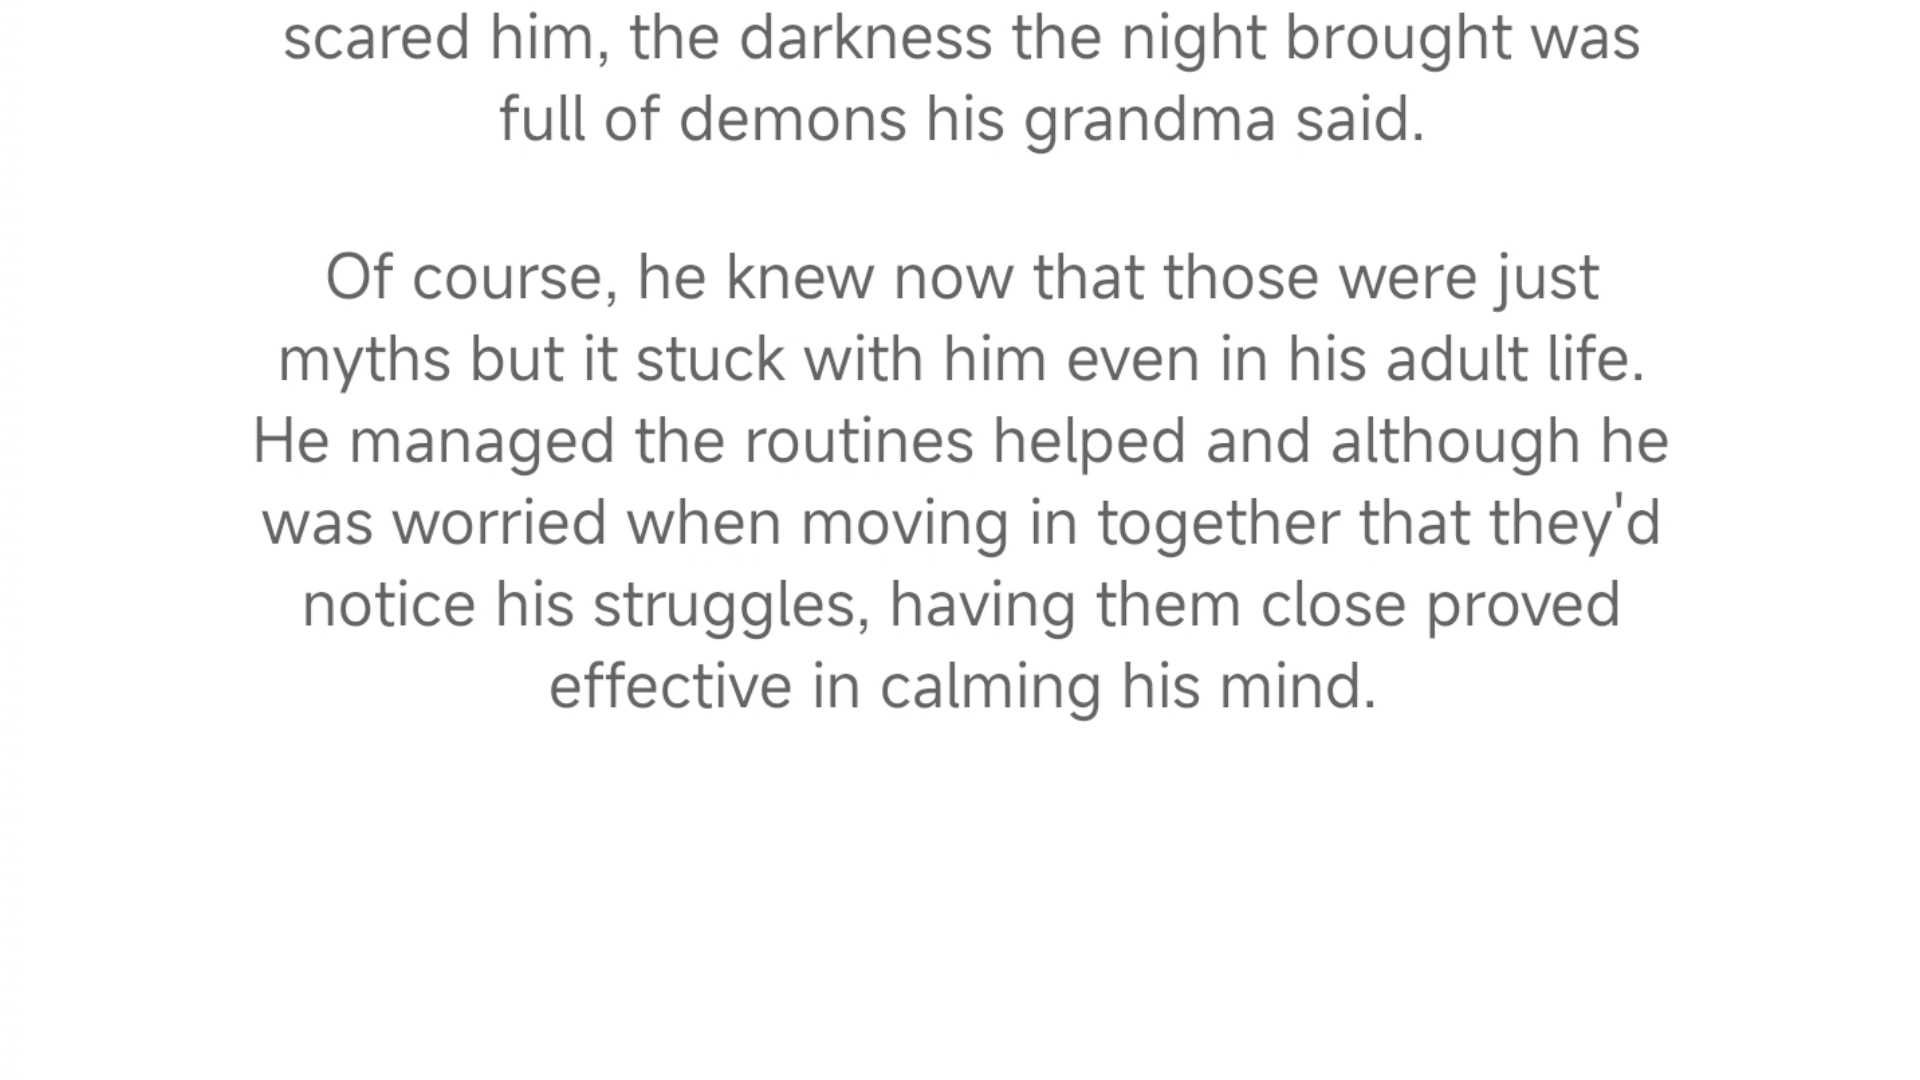 scared him, the darkness the night brought was
full of demons his grandma said.
Of course, he knew now that those were just
myths but it stuck with him even in his adult life.
He managed the routines helped and although he
was worried when moving in together that they'd
notice his struggles, having them close proved
effective in calming his mind.